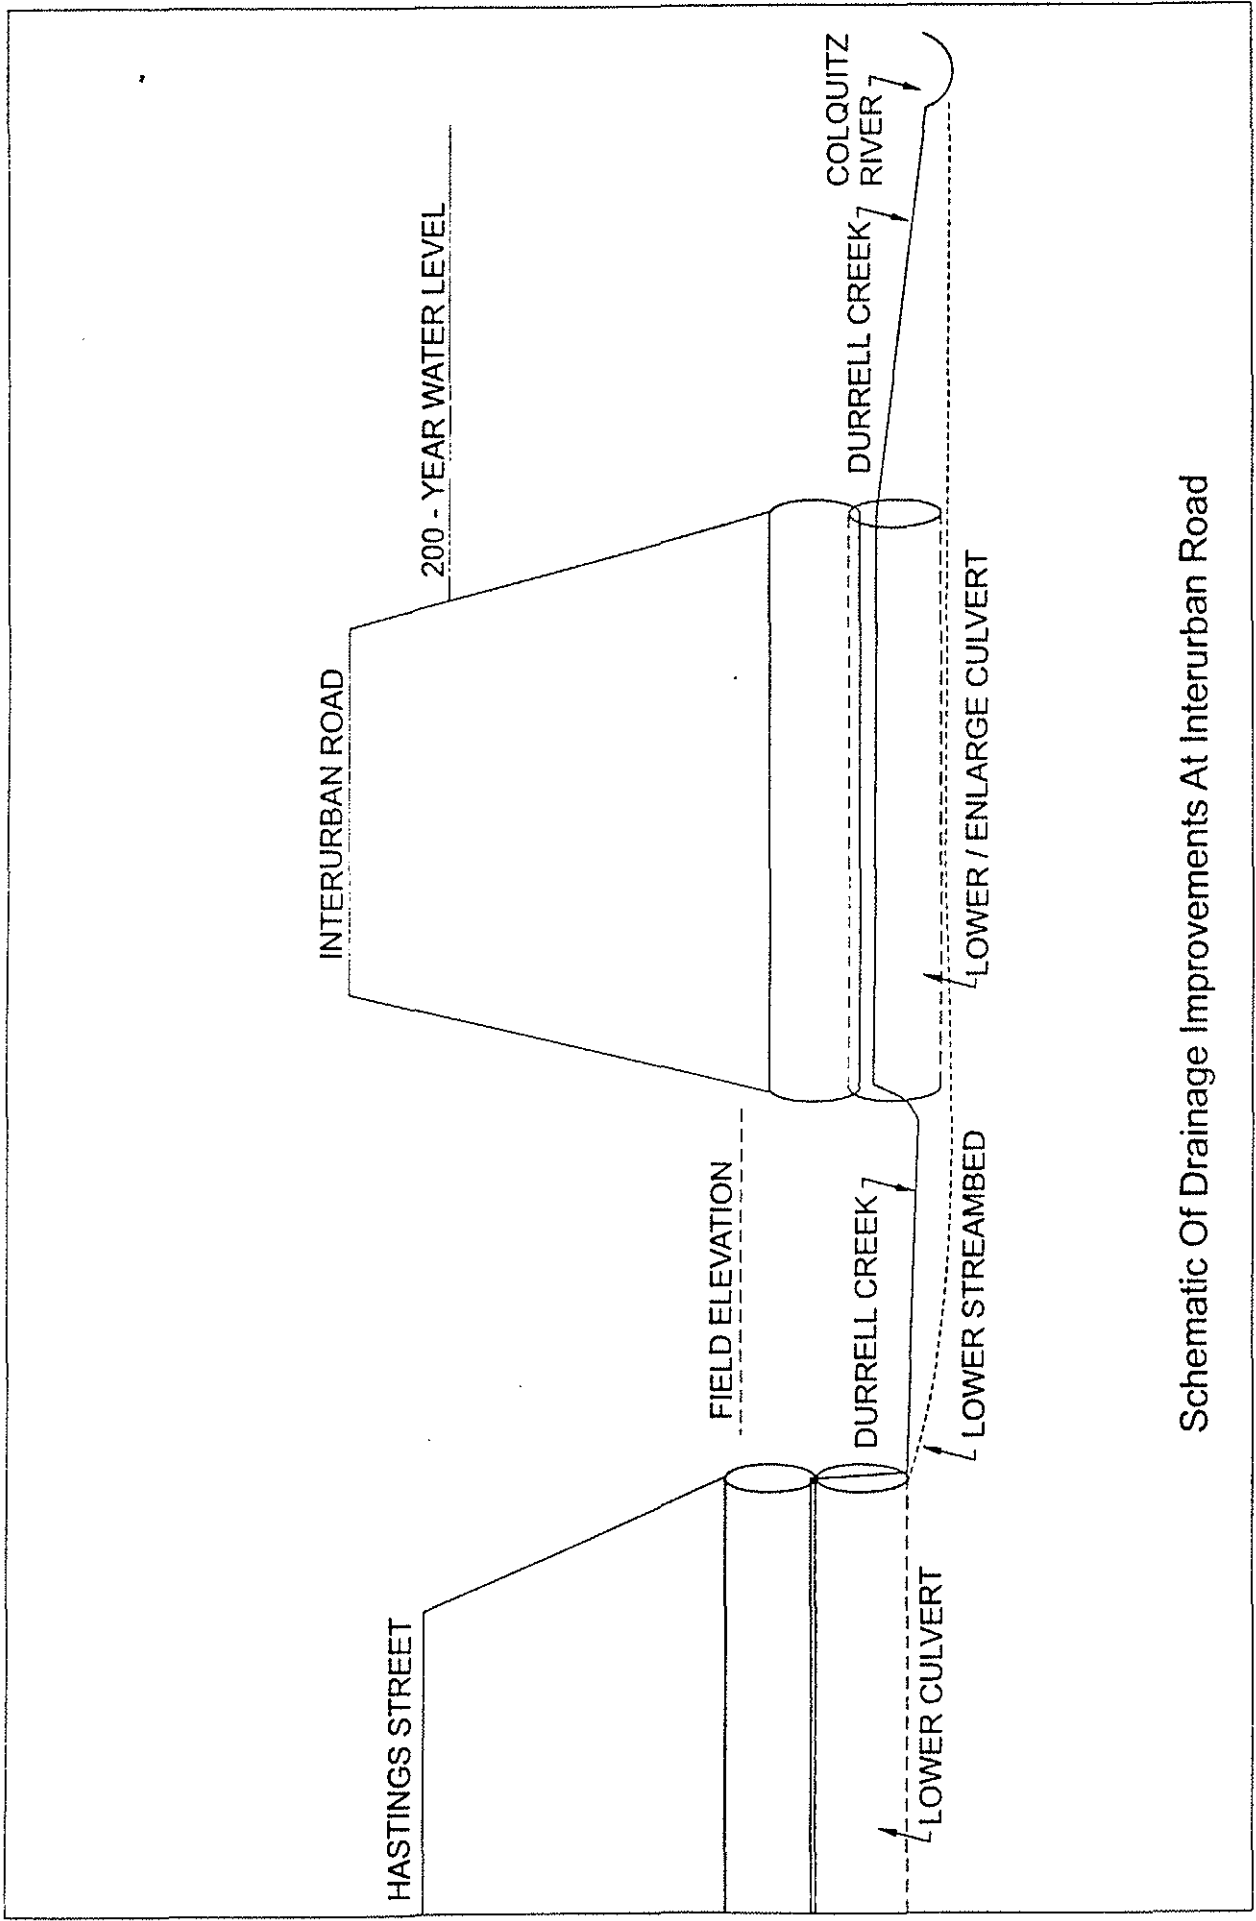 INTERURBAN ROAD
HASTINGS STREET
200 - YEAR WATER LEVEL
FIELD ELEVATION
COLQUITZ
RIVER
DURRELL CREEK
DURRELL CREEK
LOWER CULVERT
LOWER STREAMBED
LOWER / ENLARGE CULVERT
Schematic Of Drainage Improvements At Interurban Road